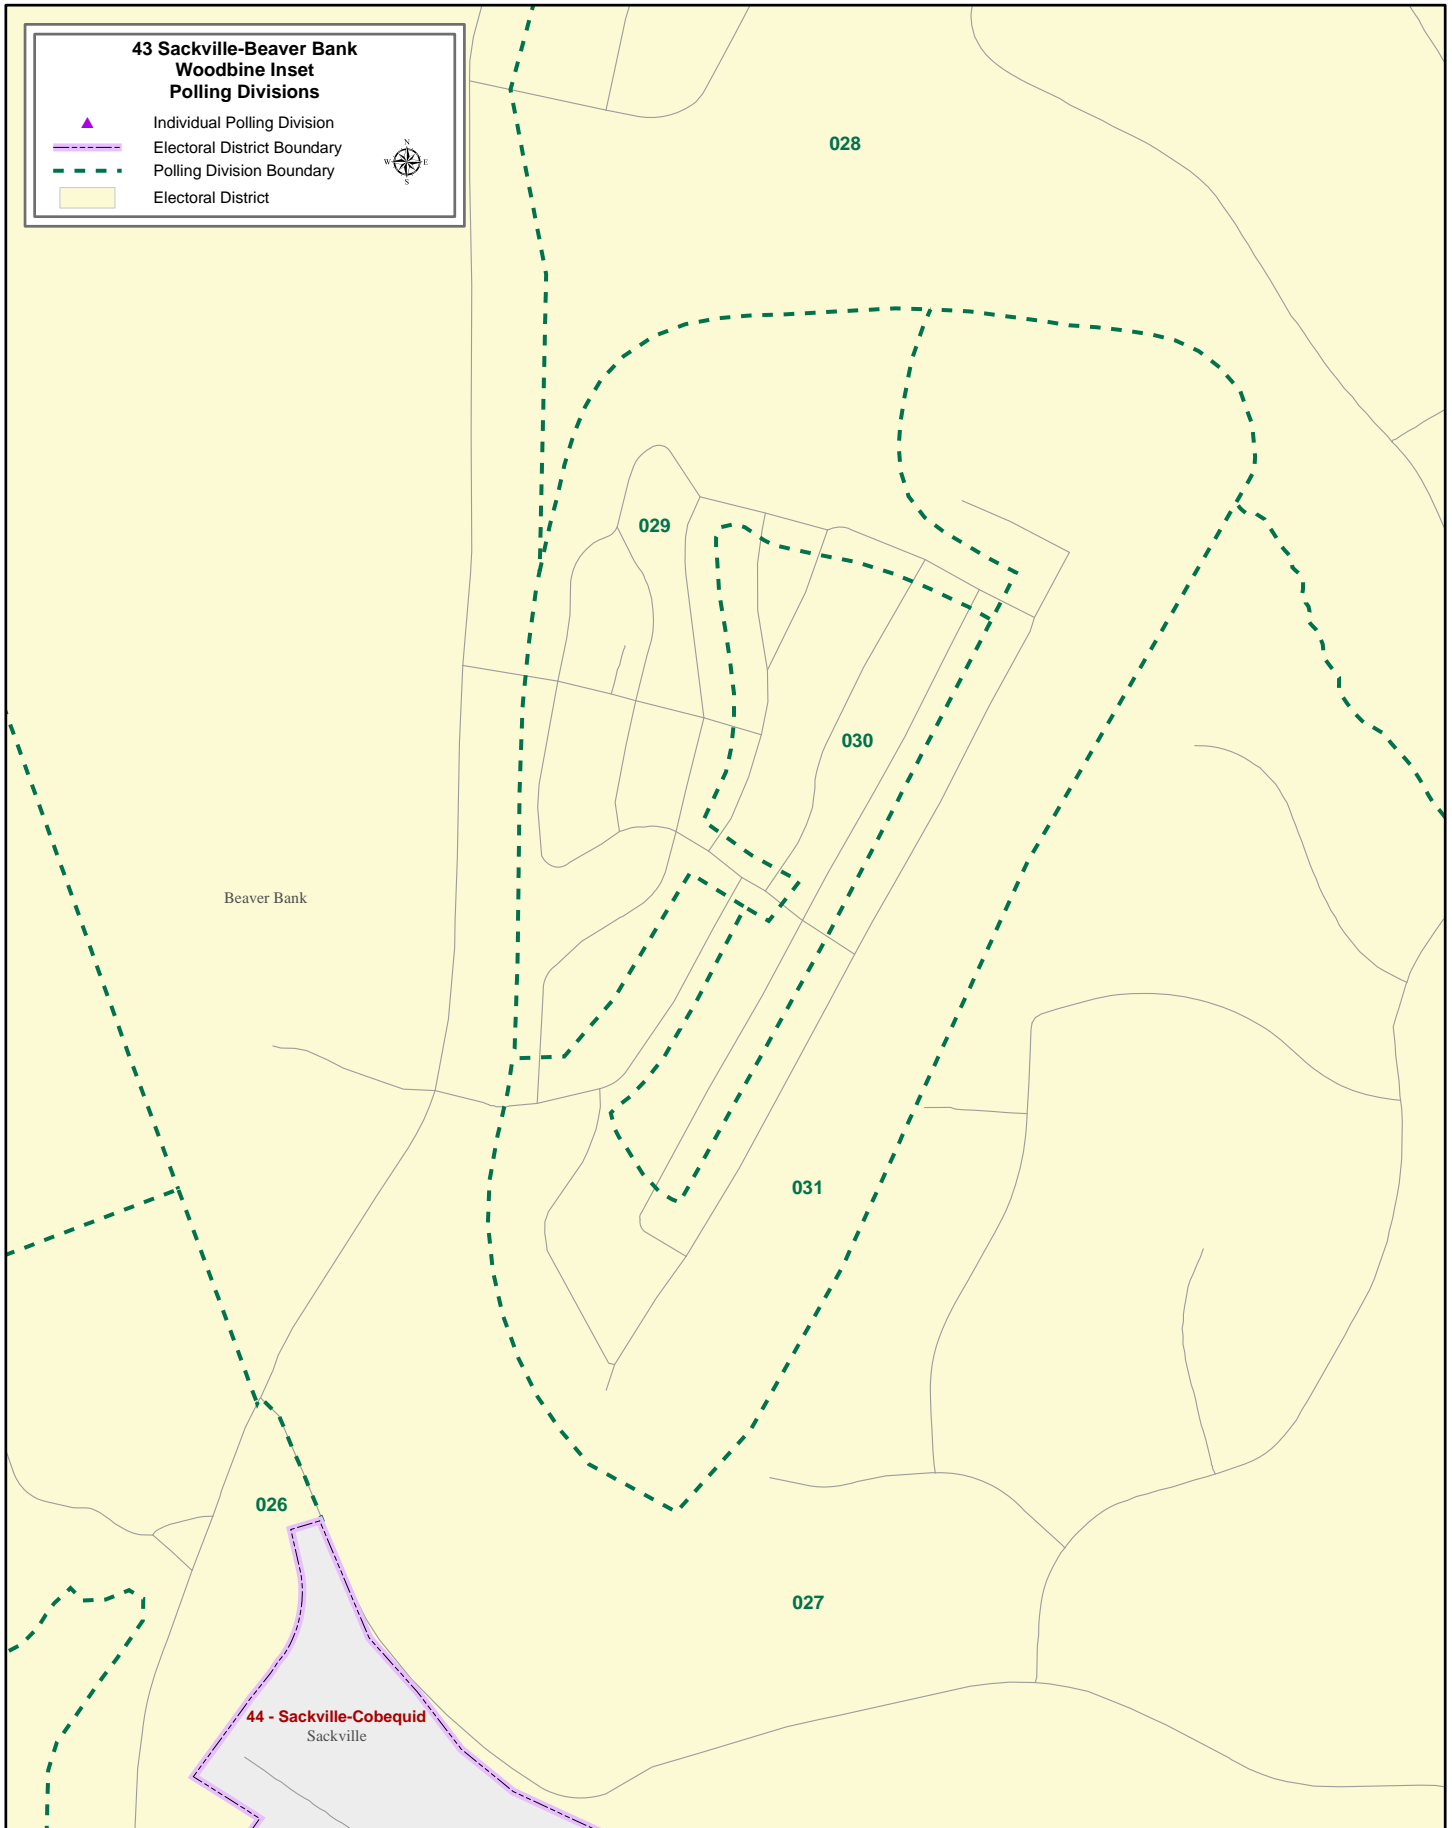 43 Sackville-Beaver Bank
Woodbine Inset
Polling Divisions
Individual Polling Division
Electoral District Boundary
Polling Division Boundary
Electoral District
N
W E
S
028
029
030
Beaver Bank
031
026
027
44 - Sackville-Cobequid
Sackville